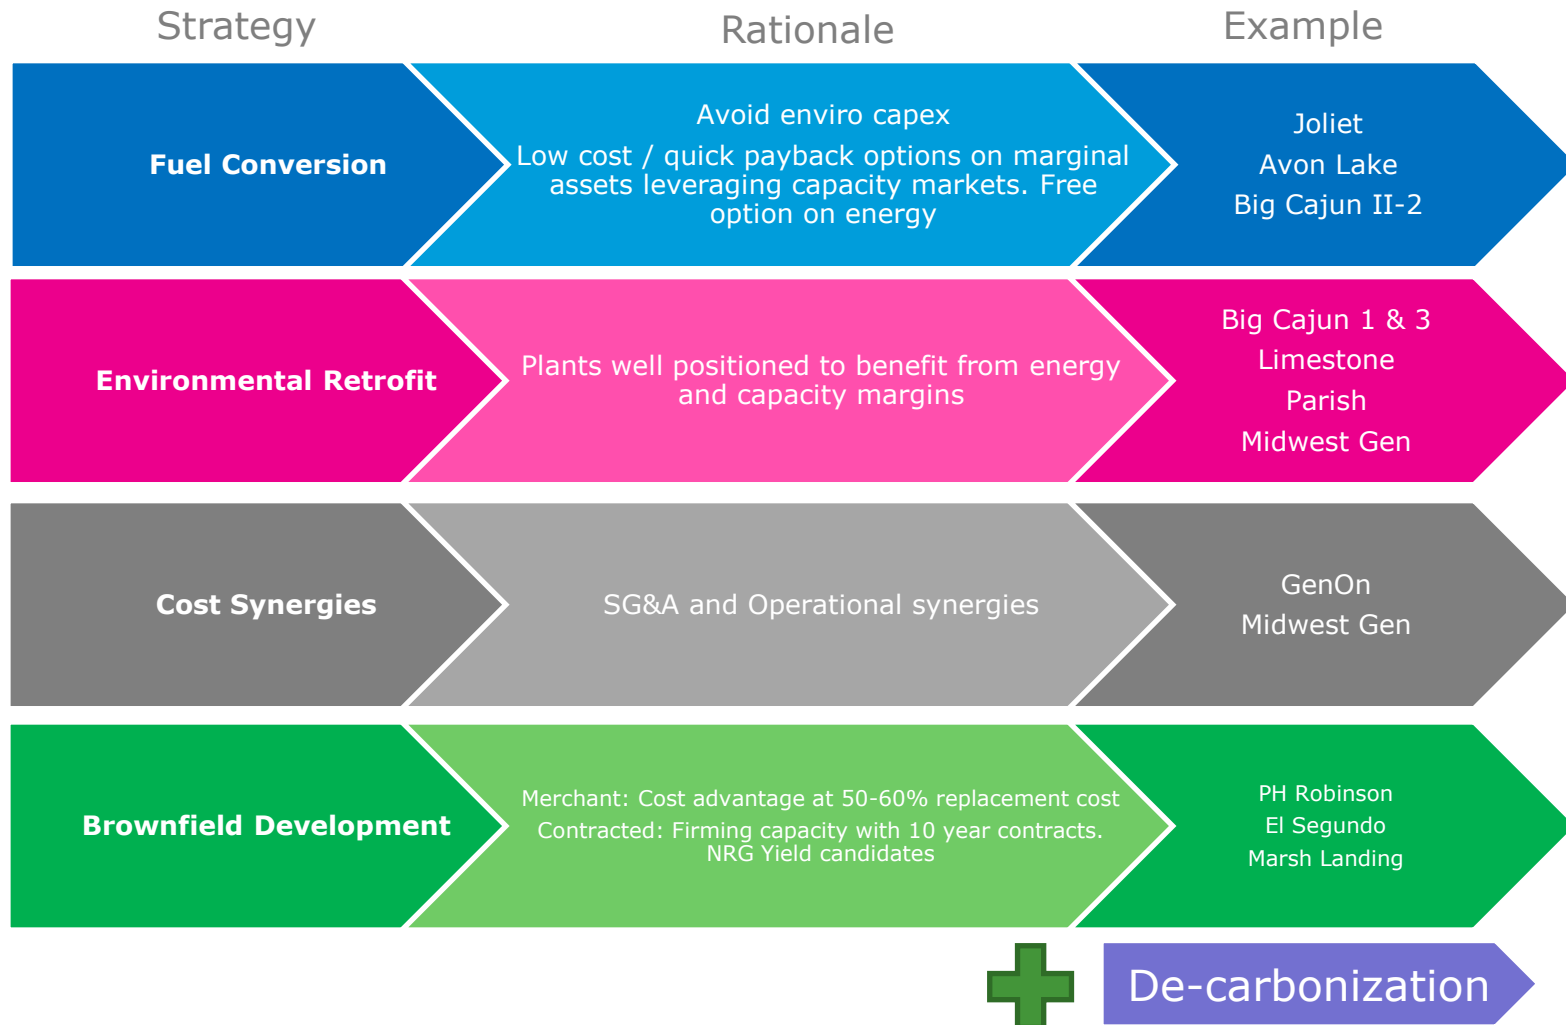 Strategy
Rationale
Example
Fuel Conversion
Avoid enviro capex
Low cost / quick payback options on marginal
assets leveraging capacity markets. Free
option on energy
Joliet
Avon Lake
Big Cajun II-2
Environmental Retrofit
Plants well positioned to benefit from energy
and capacity margins
Big Cajun 1 & 3
Limestone
Parish
Midwest Gen
Cost Synergies
SG&A and Operational synergies
GenOn
Midwest Gen
Brownfield Development
Merchant: Cost advantage at 50-60% replacement cost
Contracted: Firming capacity with 10 year contracts.
NRG Yield candidates
PH Robinson
El Segundo
Marsh Landing
De-carbonization